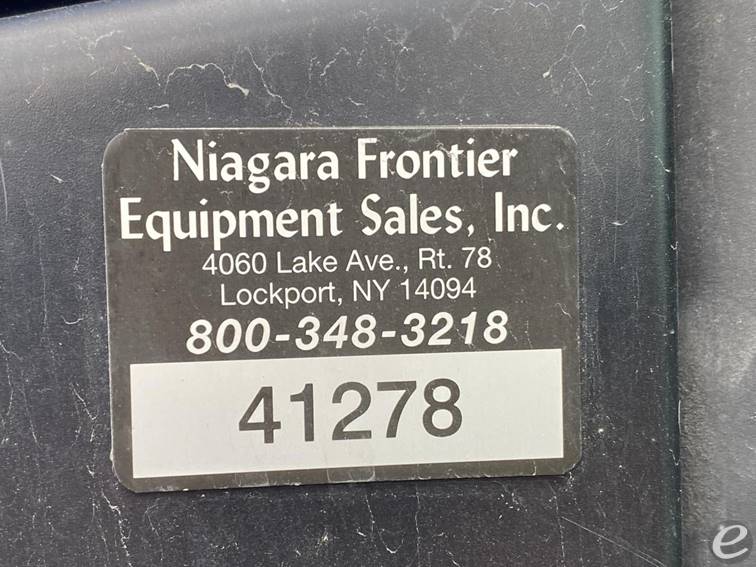 Niagara Frontier
Equipment Sales, Inc.
4060 Lake Ave., Rt. 78
Lockport, NY 14094
800-348-3218
41278
e